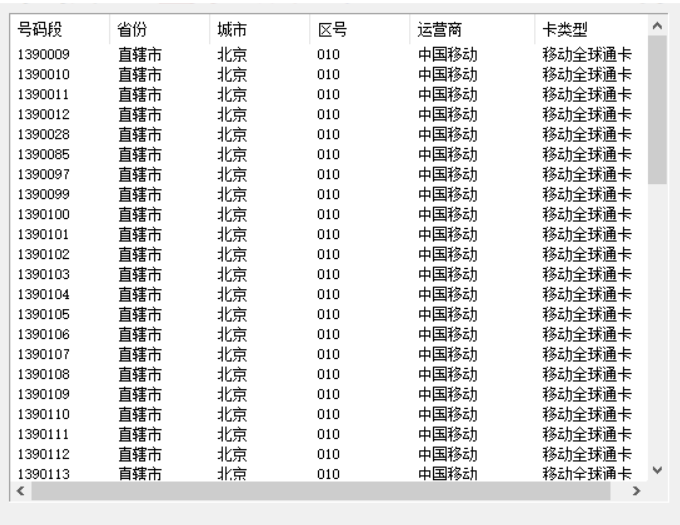 号码段 省份 城市 区号 运营商 卡类型
1390009 直辖市 北京 010 中国移动 移动全球通卡
1390010 直辖市 北京 010 中国移动 移动全球通卡
1390011 直辖市 北京 010 中国移动 移动全球通卡
1390012 直辖市 北京 010 中国移动 移动全球通卡
1390028 直辖市 北京 010 中国移动 移动全球通卡
1390085 直辖市 北京 010 中国移动 移动全球通卡
1390097 直辖市 北京 010 中国移动 移动全球通卡
1390099 直辖市 北京 010 中国移动 移动全球通卡
1390100 直辖市 北京 010 中国移动 移动全球通卡
1390101 直辖市 北京 010 中国移动 移动全球通卡
1390102 直辖市 北京 010 中国移动 移动全球通卡
1390103 直辖市 北京 010 中国移动 移动全球通卡
1390104 直辖市 北京 010 中国移动 移动全球通卡
1390105 直辖市 北京 010 中国移动 移动全球通卡
1390106 直辖市 北京 010 中国移动 移动全球通卡
1390107 直辖市 北京 010 中国移动 移动全球通卡
1390108 直辖市 北京 010 中国移动 移动全球通卡
1390109 直辖市 北京 010 中国移动 移动全球通卡
1390110 直辖市 北京 010 中国移动 移动全球通卡
1390111 直辖市 北京 010 中国移动 移动全球通卡
1390112 直辖市 北京 010 中国移动 移动全球通卡
1390113 直辖市 北京 010 中国移动 移动全球通卡